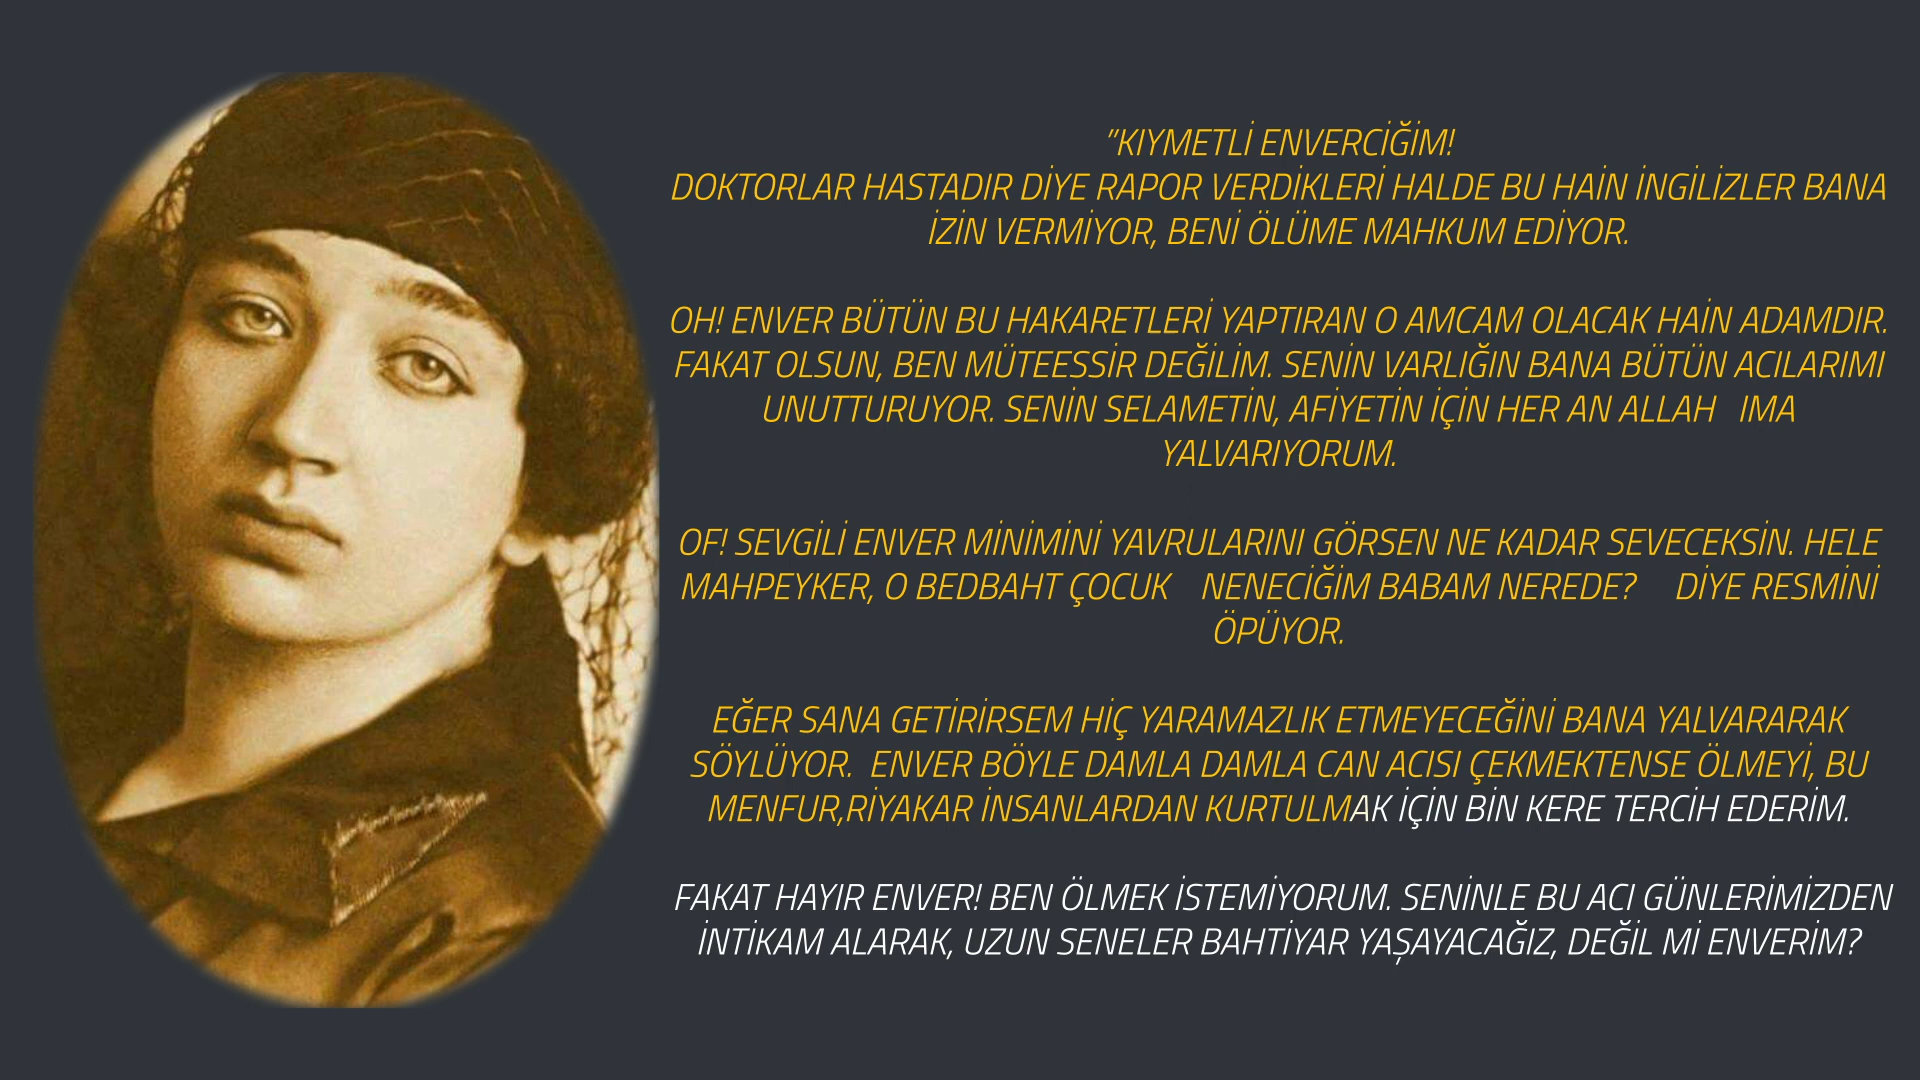 "KIYMETLİ ENVERCİĞİM!
DOKTORLAR HASTADIR DİYE RAPOR VERDİKLERİ HALDE BU HAİN İNGİLİZLER BANA
İZİN VERMİYOR, BENİ ÖLÜME MAHKUM EDİYOR.
OH! ENVER BÜTÜN BU HAKARETLERİ YAPTIRAN O AMCAM OLACAK HAİN ADAMDIR.
FAKAT OLSUN, BEN MÜTEESSİR DEĞİLİM. SENİN VARLIĞIN BANA BÜTÜN ACILARIMI
UNUTTURUYOR. SENİN SELAMETİN, AFİYETİN İÇİN HER AN ALLAH IMA
YALVARIYORUM.
OF! SEVGİLİ ENVER MİNİMİNİ YAVRULARINI GÖRSEN NE KADAR SEVECEKSİN. HELE
MAHPEYKER, O BEDBAHT ÇOCUK NENECİĞİM BABAM NEREDE? DİYE RESMİNİ
ÖPÜYOR.
EĞER SANA GETİRİRSEM HİÇ YARAMAZLIK ETMEYECEĞİNİ BANA YALVARARAK
SÖYLÜYOR. ENVER BÖYLE DAMLA DAMLA CAN ACISI ÇEKMEKTENSE ÖLMEYİ, BU
MENFUR,RİYAKAR İNSANLARDAN KURTULMAK İÇİN BİN KERE TERCİH EDERİM.
FAKAT HAYIR ENVER! BEN ÖLMEK İSTEMİYORUM. SENİNLE BU ACI GÜNLERİMİZDEN
İNTİKAM ALARAK, UZUN SENELER BAHTİYAR YAŞAYACAĞIZ, DEĞİL Mİ ENVERİM?